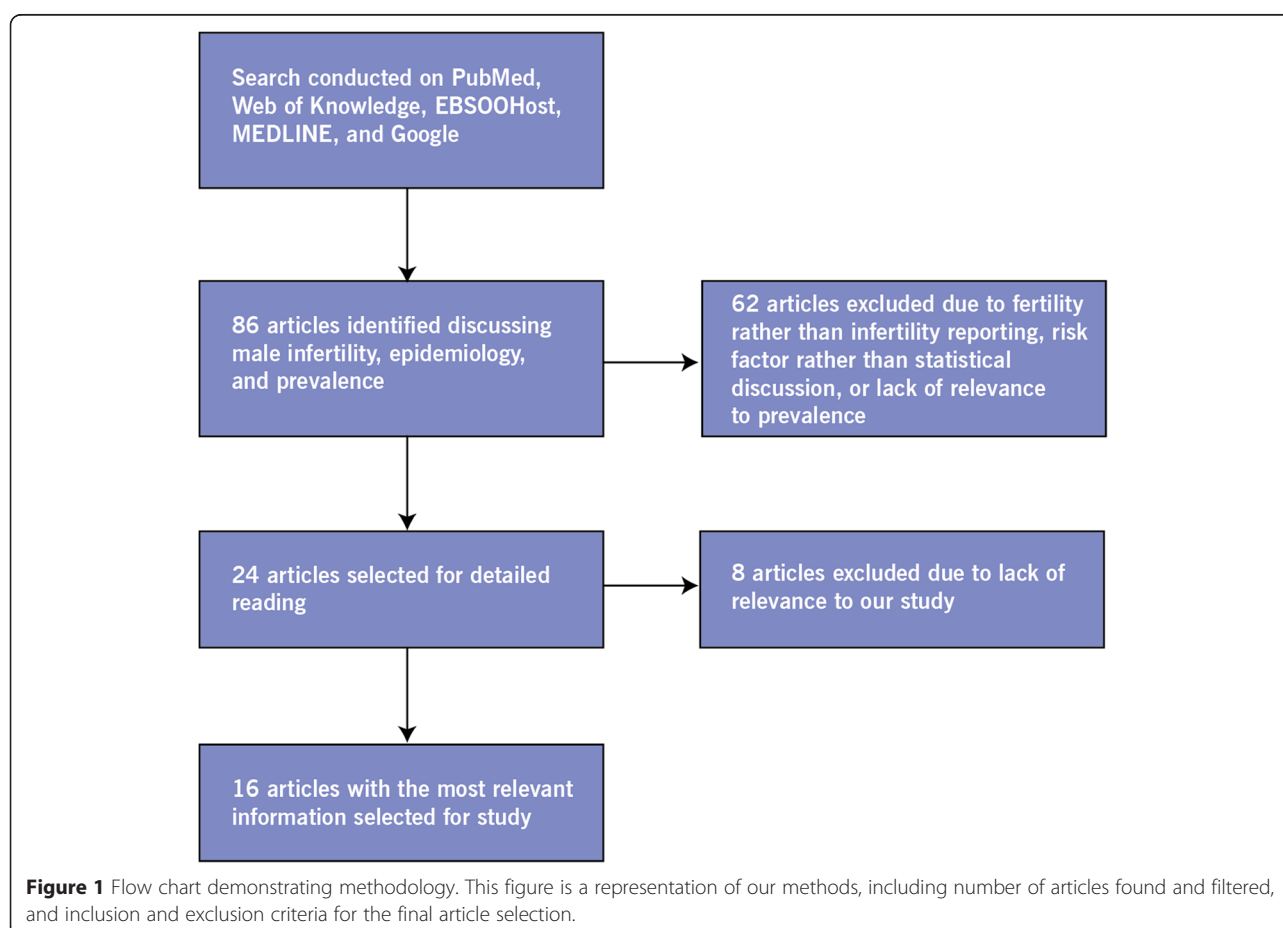 Search conducted on PubMed,
Web of Knowledge, EBSOOHost,
MEDLINE, and Google
86 articles identified discussing
male infertility, epidemiology,
and prevalence
62 articles excluded due to fertility
rather than infertility reporting, risk
factor rather than statistical
discussion, or lack of relevance
to prevalence
24 articles selected for detailed
reading
8 articles excluded due to lack of
relevance to our study
16 articles with the most relevant
information selected for study
Figure 1 Flow chart demonstrating methodology. This figure is a representation of our methods, including number of articles found and filtered,
and inclusion and exclusion criteria for the final article selection.